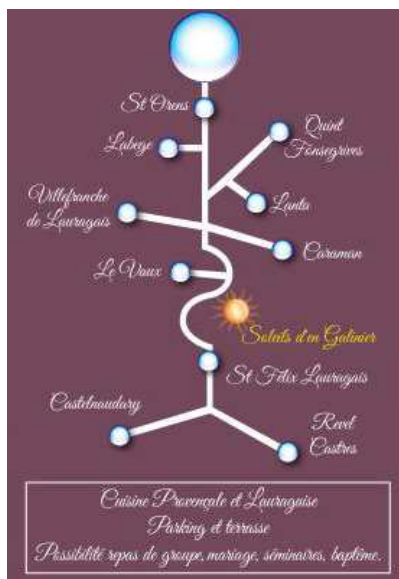 St Orens
Labege
Quint
Fonsegrives
Lanta
Villefranche
de Lauragais
Caraman
Le Vaux
Soleils d'en Galinier
St Félix Lauragais
Castelnaudary
Revel
Castres
Cuisine Provençale et Lauraguaise
Parking et terrasse
Possibilité repas de groupe, mariage, séminaires, baptême.